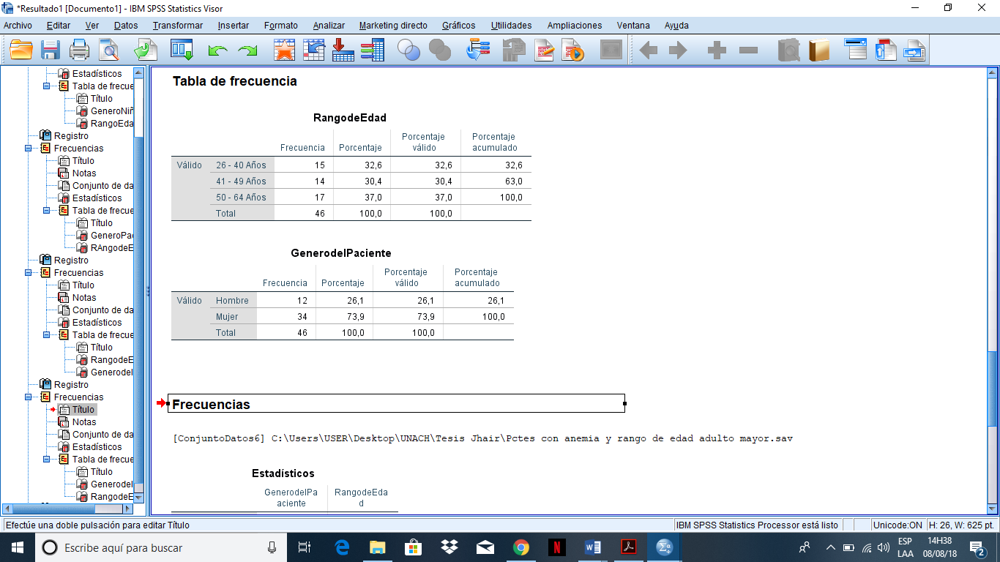 *Resultado1 [Documento1] - IBM SPSS Statistics Visor
Archivo Editar Ver Datos Transformar Insertar Formato Analizar Marketing directo Gráficos Utilidades Ampliaciones Ventana Ayuda
Estadísticos
Tabla de frecue
Título
GeneroNiñ
RangoEda
Registro
Frecuencias
Título
Notas
Conjunto de da
Estadísticos
Tabla de frecue
Título
GeneroPac
RAngodeE
Registro
Frecuencias
Título
Notas
Conjunto de da
Estadísticos
Tabla de frecue
Título
RangodeE
Generodel
Registro
Frecuencias
Título
Notas
Conjunto de da
Estadísticos
Tabla de frecue
Título
Generodel
RangodeE
Tabla de frecuencia
RangodeEdad
Frecuencia Porcentaje Porcentaje válido Porcentaje acumulado
Válido 26 - 40 Años 15 32,6 32,6 32,6
41 - 49 Años 14 30,4 30,4 63,0
50 - 64 Años 17 37,0 37,0 100,0
Total 46 100,0 100,0
GenerodelPaciente
Frecuencia Porcentaje Porcentaje válido Porcentaje acumulado
Válido Hombre 12 26,1 26,1 26,1
Mujer 34 73,9 73,9 100,0
Total 46 100,0 100,0
Frecuencias
[ConjuntoDatos6] C:\Users\USER\Desktop\UNACH\Tesis Jhair\Pctes con anemia y rango de edad adulto mayor.sav
Estadísticos
GenerodelPa RangodeEda
aciente d
Efectúe una doble pulsación para editar Título
IBM SPSS Statistics Processor está listo
Unicode:ON
H: 26, W: 625 pt.
Escribe aquí para buscar
ESP
LAA
14H38
08/08/18
2